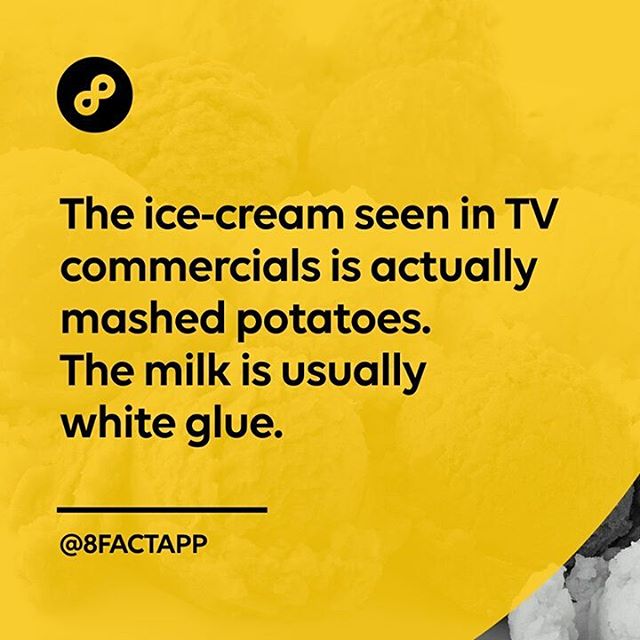 The ice-cream seen in TV
commercials is actually
mashed potatoes.
The milk is usually
white glue.
@8FACTAPP